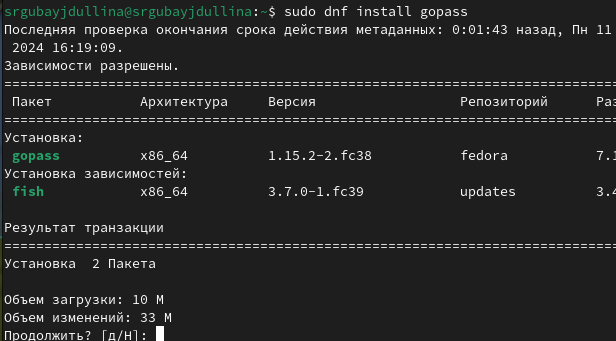 srgubayjdullina@srgubayjdullina:~$ sudo dnf install gopass
Последняя проверка окончания срока действия метаданных: 0:01:43 назад, Пн 11
2024 16:19:09.
Зависимости разрешены.
================================================================================
Пакет Архитектура Версия Репозиторий Раз
================================================================================
Установка:
gopass x86_64 1.15.2-2.fc38 fedora 7.1
Установка зависимостей:
fish x86_64 3.7.0-1.fc39 updates 3.4
Результат транзакции
================================================================================
Установка 2 Пакета
Объем загрузки: 10 M
Объем изменений: 33 M
Продолжить? [д/Н]: